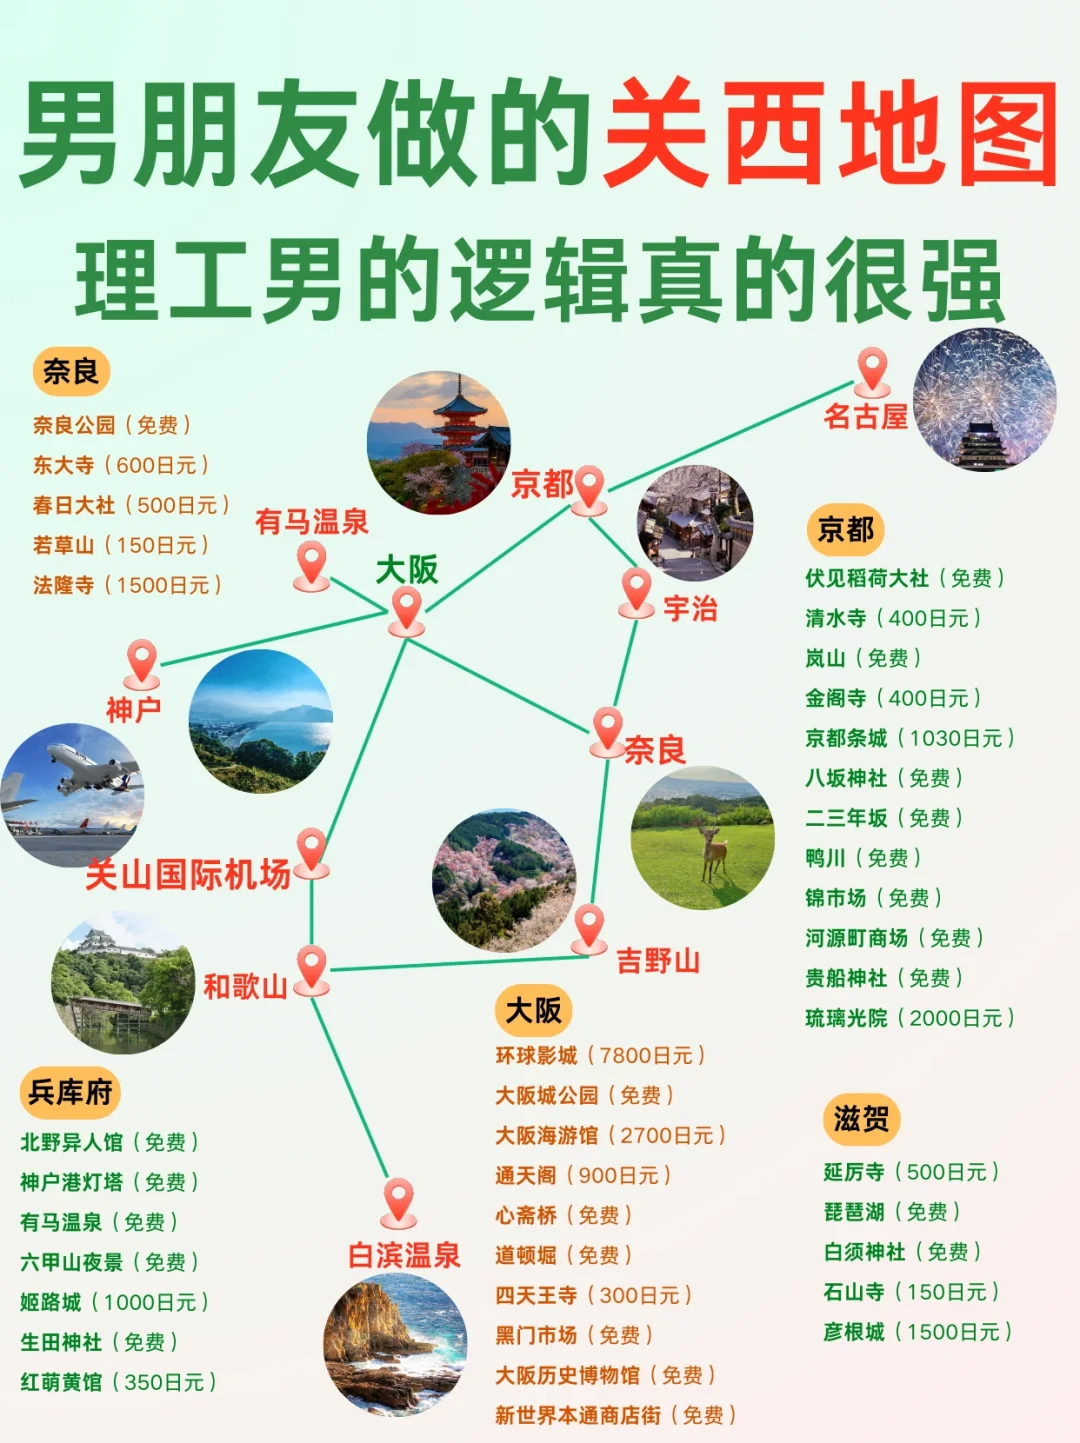 男朋友做的关西地图
理工男的逻辑真的很强
奈良
奈良公园（免费）
东大寺（600日元）
春日大社（500日元）
若草山（150日元）
法隆寺（1500日元）
名古屋
京都
有马温泉
大阪
宇治
神户
奈良
关山国际机场
和歌山
吉野山
白滨温泉
京都
伏见稻荷大社（免费）
清水寺（400日元）
岚山（免费）
金阁寺（400日元）
京都条城（1030日元）
八坂神社（免费）
二三年坂（免费）
鸭川（免费）
锦市场（免费）
河源町商场（免费）
贵船神社（免费）
琉璃光院（2000日元）
兵库府
北野异人馆（免费）
神户港灯塔（免费）
有马温泉（免费）
六甲山夜景（免费）
姬路城（1000日元）
生田神社（免费）
红萌黄馆（350日元）
大阪
环球影城（7800日元）
大阪城公园（免费）
大阪海游馆（2700日元）
通天阁（900日元）
心斋桥（免费）
道顿堀（免费）
四天王寺（300日元）
黑门市场（免费）
大阪历史博物馆（免费）
新世界本通商店街（免费）
滋贺
延厉寺（500日元）
琵琶湖（免费）
白须神社（免费）
石山寺（150日元）
彦根城（1500日元）